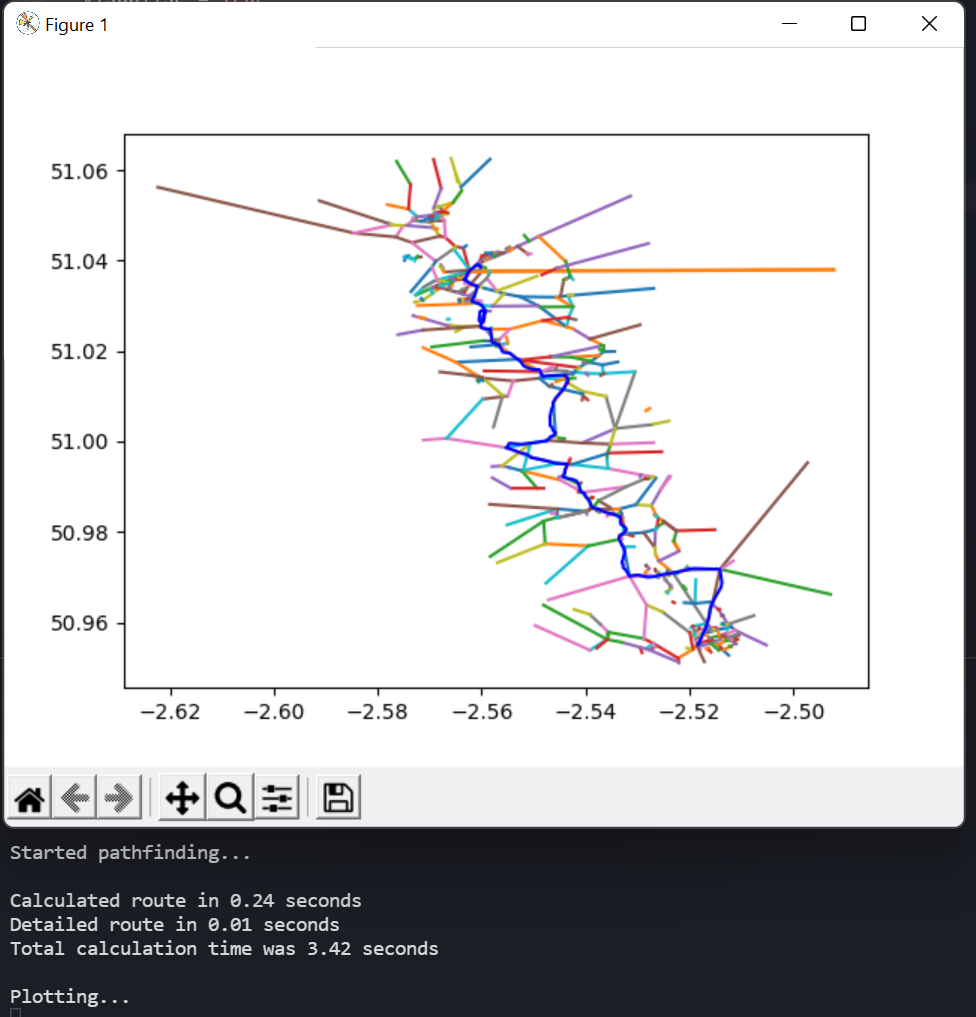 Figure 1
51.06
51.04
51.02
51.00
50.98
50.96
−2.62 −2.60 −2.58 −2.56 −2.54 −2.52 −2.50
Started pathfinding...
Calculated route in 0.24 seconds
Detailed route in 0.01 seconds
Total calculation time was 3.42 seconds
Plotting...